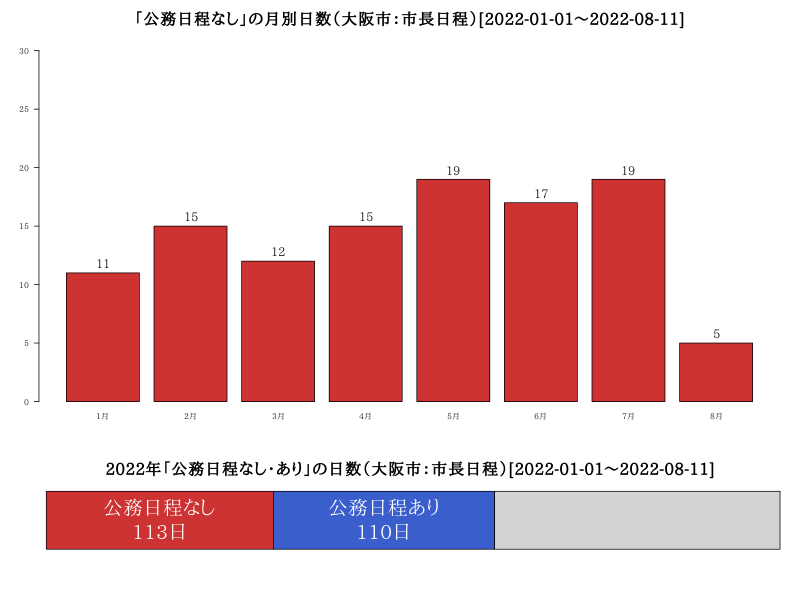 「公務日程なし」の月別日数(大阪市：市長日程)[2022-01-01〜2022-08-11]
30
25
20
15
10
5
0
11
15
12
15
19
17
19
5
1月
2月
3月
4月
5月
6月
7月
8月
2022年「公務日程なし・あり」の日数(大阪市：市長日程)[2022-01-01〜2022-08-11]
公務日程なし
113日
公務日程あり
110日